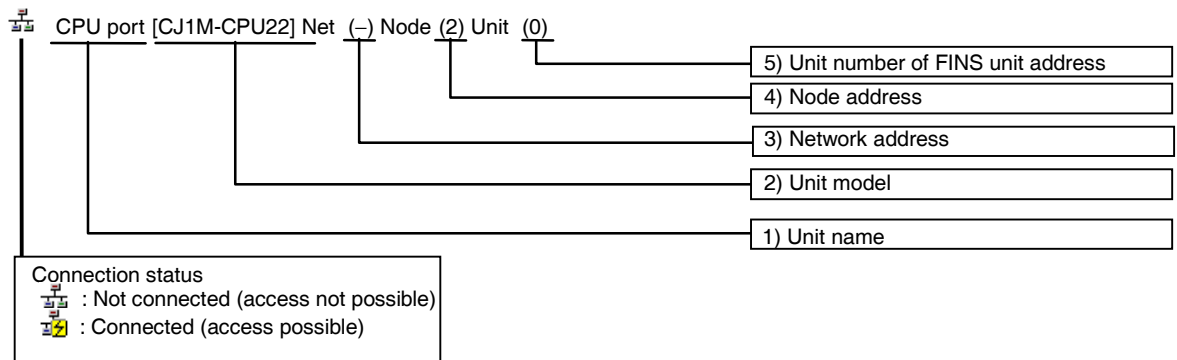 CPU port [CJ1M-CPU22] Net (–) Node (2) Unit (0)
5) Unit number of FINS unit address
4) Node address
3) Network address
2) Unit model
1) Unit name
Connection status
: Not connected (access not possible)
: Connected (access possible)